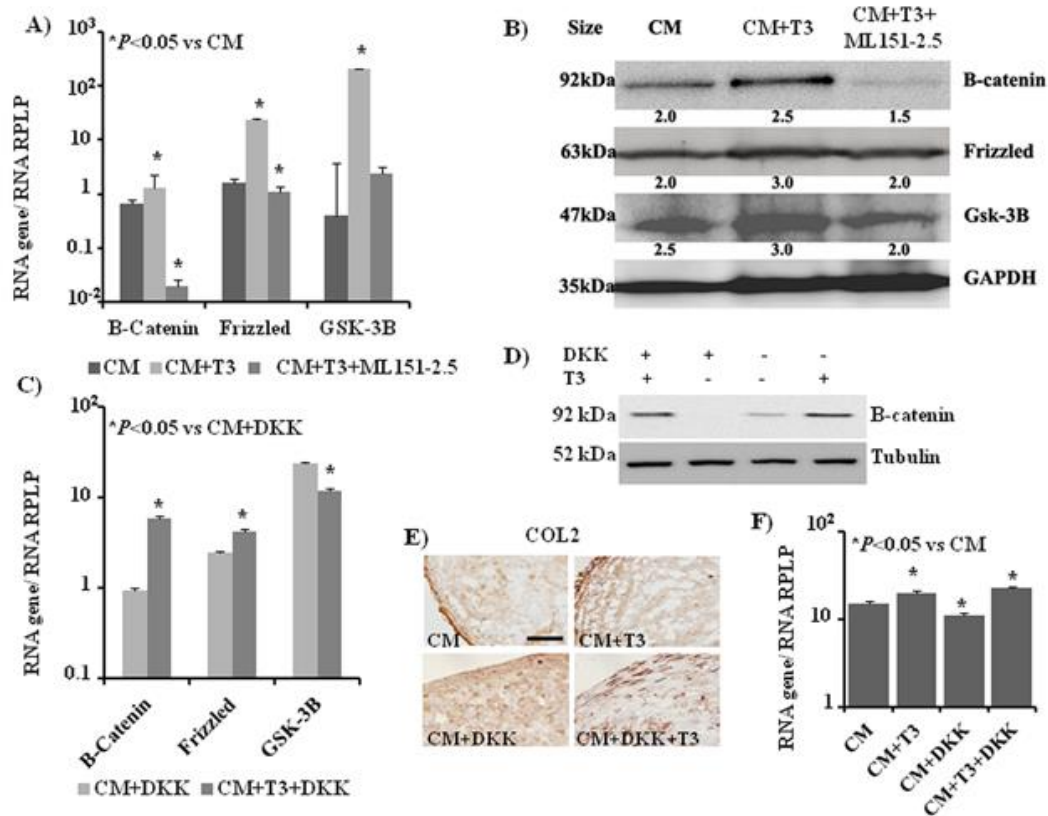 A)
*P<0.05 vs CM
10³
10²
10
1
0.1
10⁻²
RNA gene/ RNA RPLP
* * * * *
B-Catenin Frizzled GSK-3B
CM CM+T3 CM+T3+ML151-2.5
B) Size CM CM+T3 CM+T3+
ML151-2.5
92kDa B-catenin
2.0 2.5 1.5
63kDa Frizzled
2.0 3.0 2.0
47kDa Gsk-3B
2.5 3.0 2.0
35kDa GAPDH
C)
*P<0.05 vs CM+DKK
10²
10
1
0.1
RNA gene/ RNA RPLP
* * *
B-Catenin Frizzled GSK-3B
CM+DKK CM+T3+DKK
D) DKK + + - -
T3 + - - +
92 kDa B-catenin
52 kDa Tubulin
E) COL2
CM CM+T3
CM+DKK CM+DKK+T3
F)
*P<0.05 vs CM
10²
10
1
RNA gene/ RNA RPLP
* * *
CM CM+T3 CM+DKK CM+T3+DKK